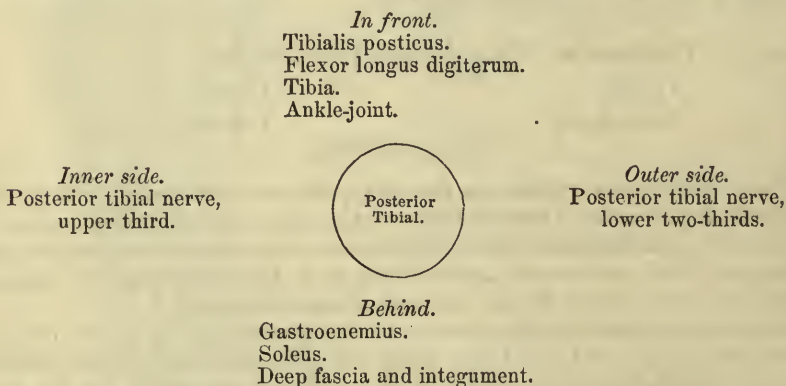 In front.
Tibialis posticus.
Flexor longus digiterum.
Tibia.
Ankle-joint.
Inner side.
Posterior tibial nerve,
upper third.
Posterior
Tibial.
Outer side.
Posterior tibial nerve,
lower two-thirds.
Behind.
Gastroenemius.
Soleus.
Deep fascia and integument.